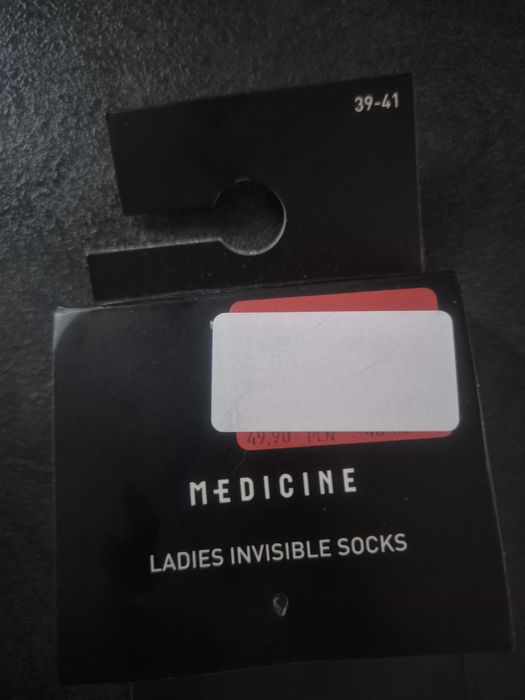 39-41
49,90 PLN
MEDICINE
LADIES INVISIBLE SOCKS